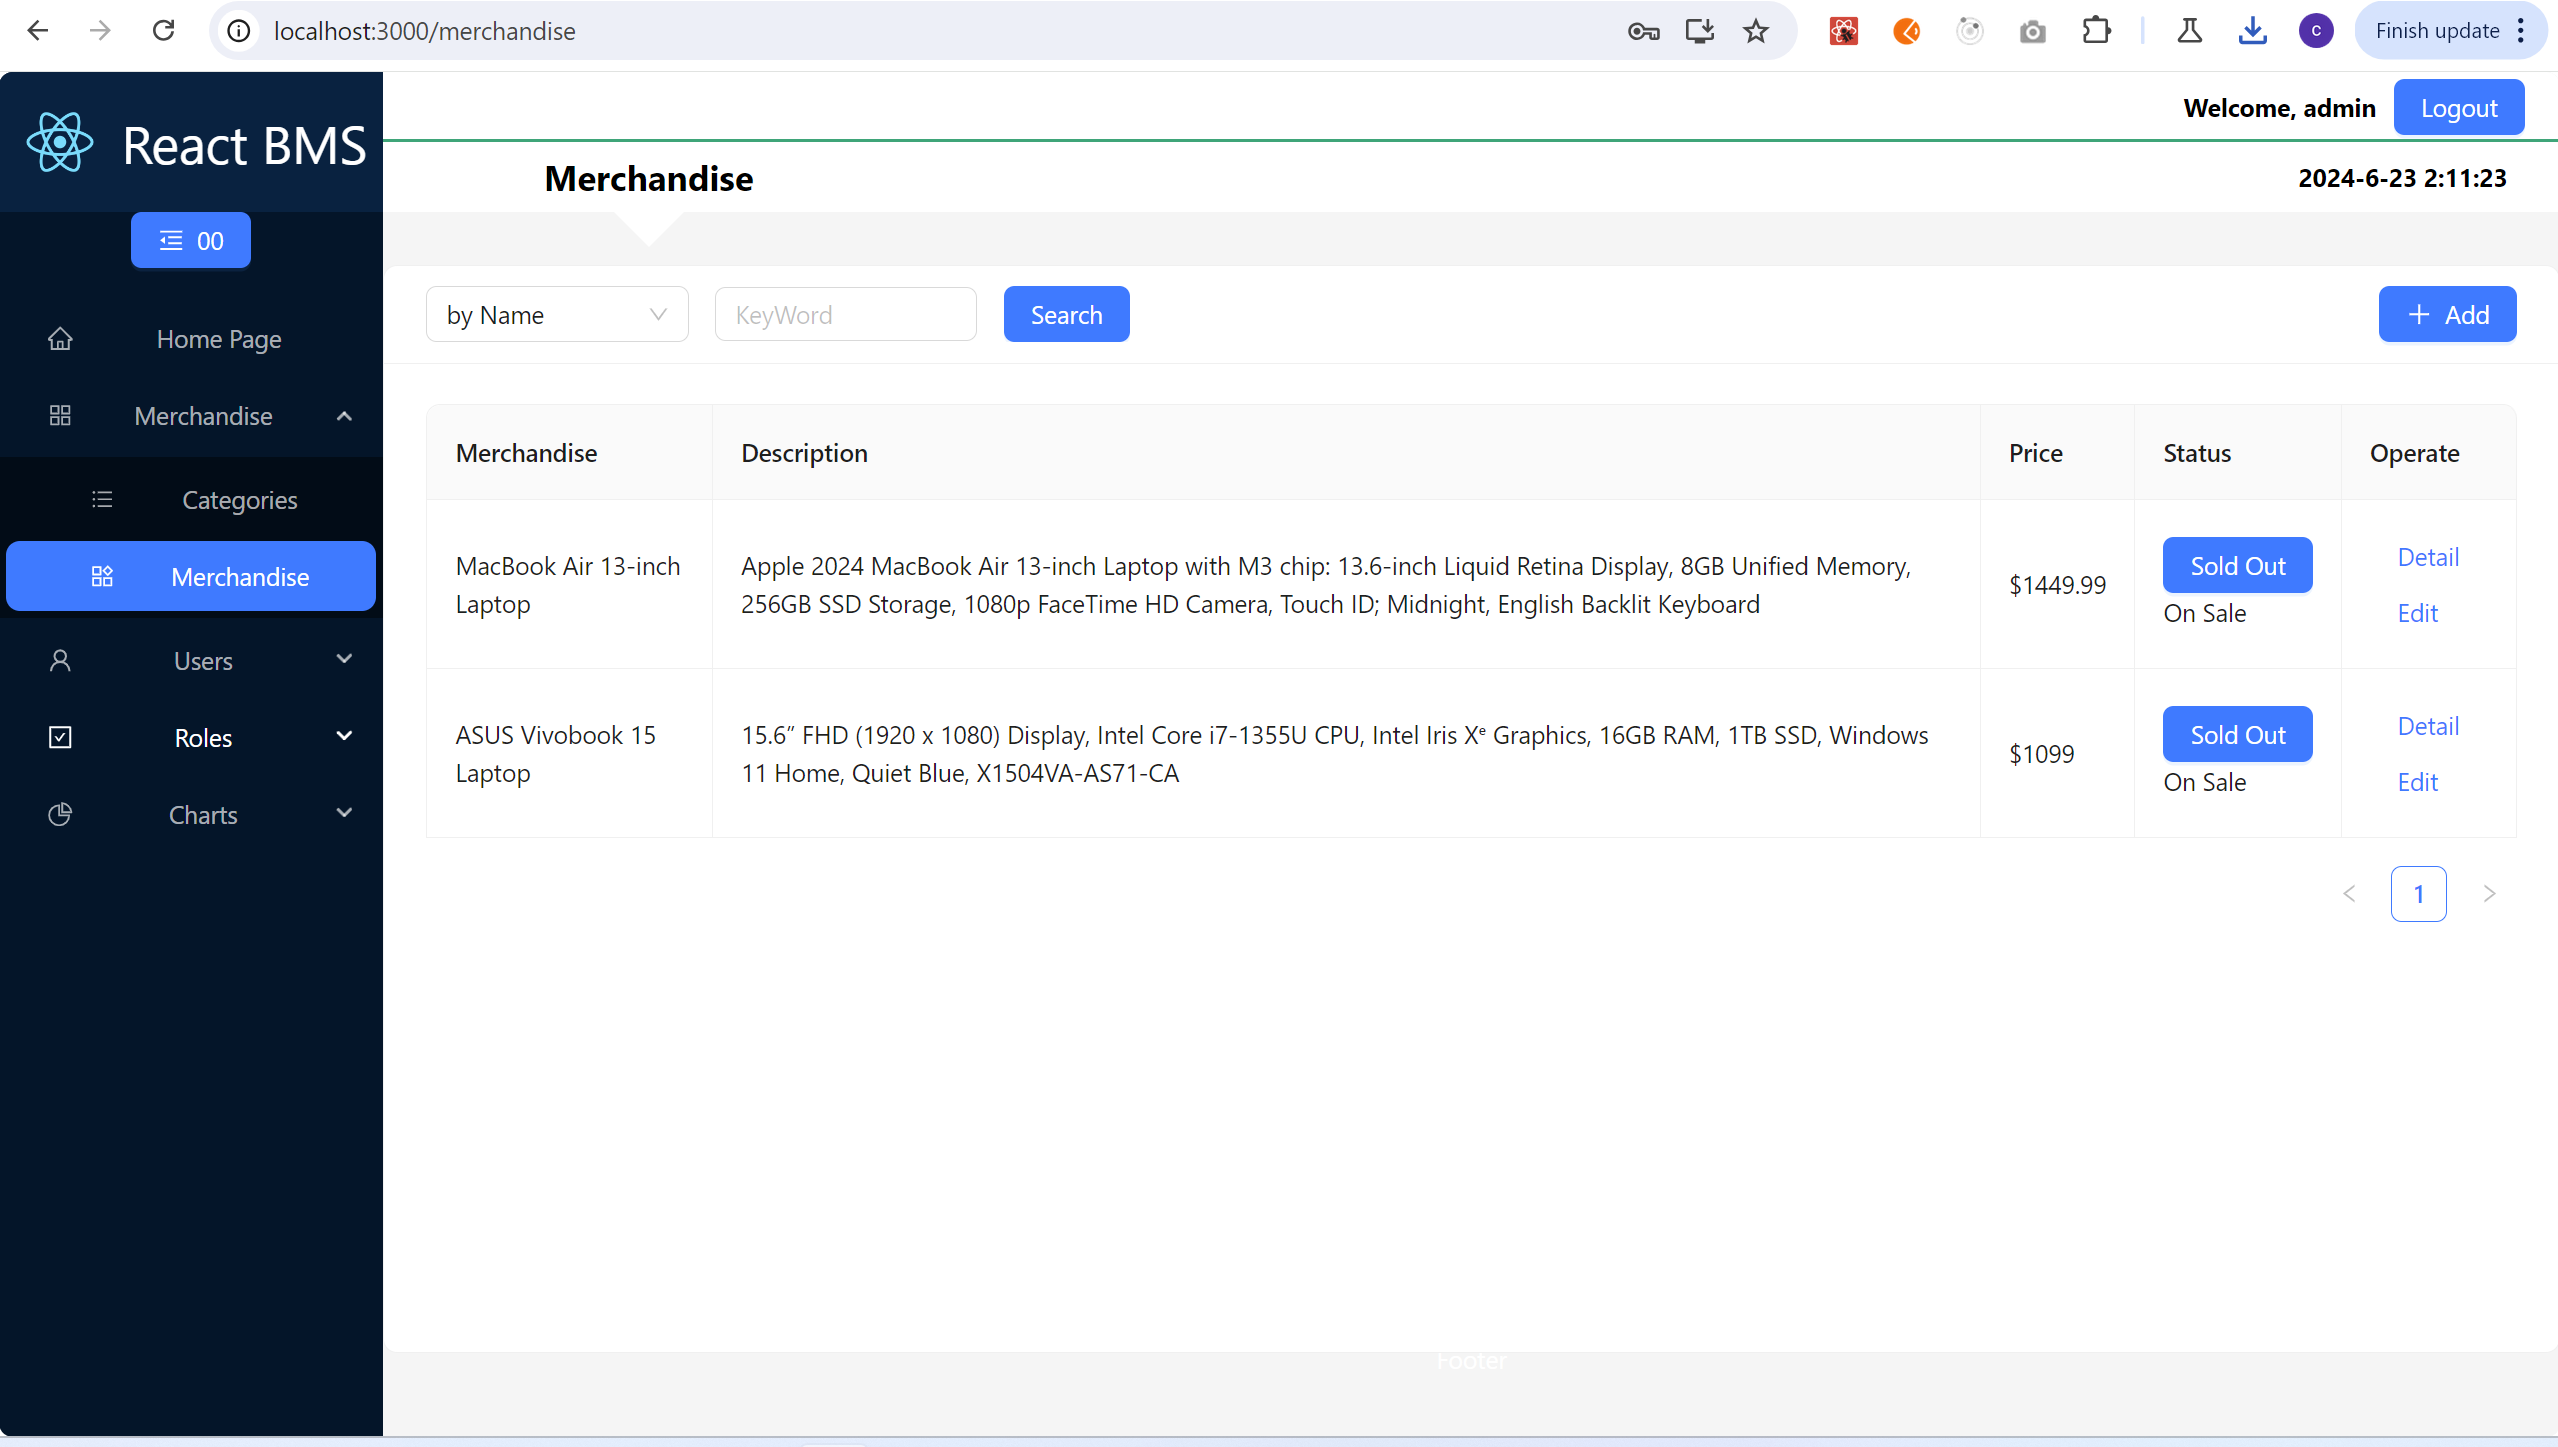 localhost:3000/merchandise
C
Finish update
React BMS
Welcome, admin
Logout
Merchandise
2024-6-23 2:11:23
00
Home Page
Merchandise
Categories
Merchandise
Users
Roles
Charts
by Name
KeyWord
Search
Add
Merchandise
Description
Price
Status
Operate
MacBook Air 13-inch
Laptop
Apple 2024 MacBook Air 13-inch Laptop with M3 chip: 13.6-inch Liquid Retina Display, 8GB Unified Memory,
256GB SSD Storage, 1080p FaceTime HD Camera, Touch ID; Midnight, English Backlit Keyboard
$1449.99
Sold Out
On Sale
Detail
Edit
ASUS Vivobook 15
Laptop
15.6” FHD (1920 x 1080) Display, Intel Core i7-1355U CPU, Intel Iris Xᵉ Graphics, 16GB RAM, 1TB SSD, Windows
11 Home, Quiet Blue, X1504VA-AS71-CA
$1099
Sold Out
On Sale
Detail
Edit
1
Footer